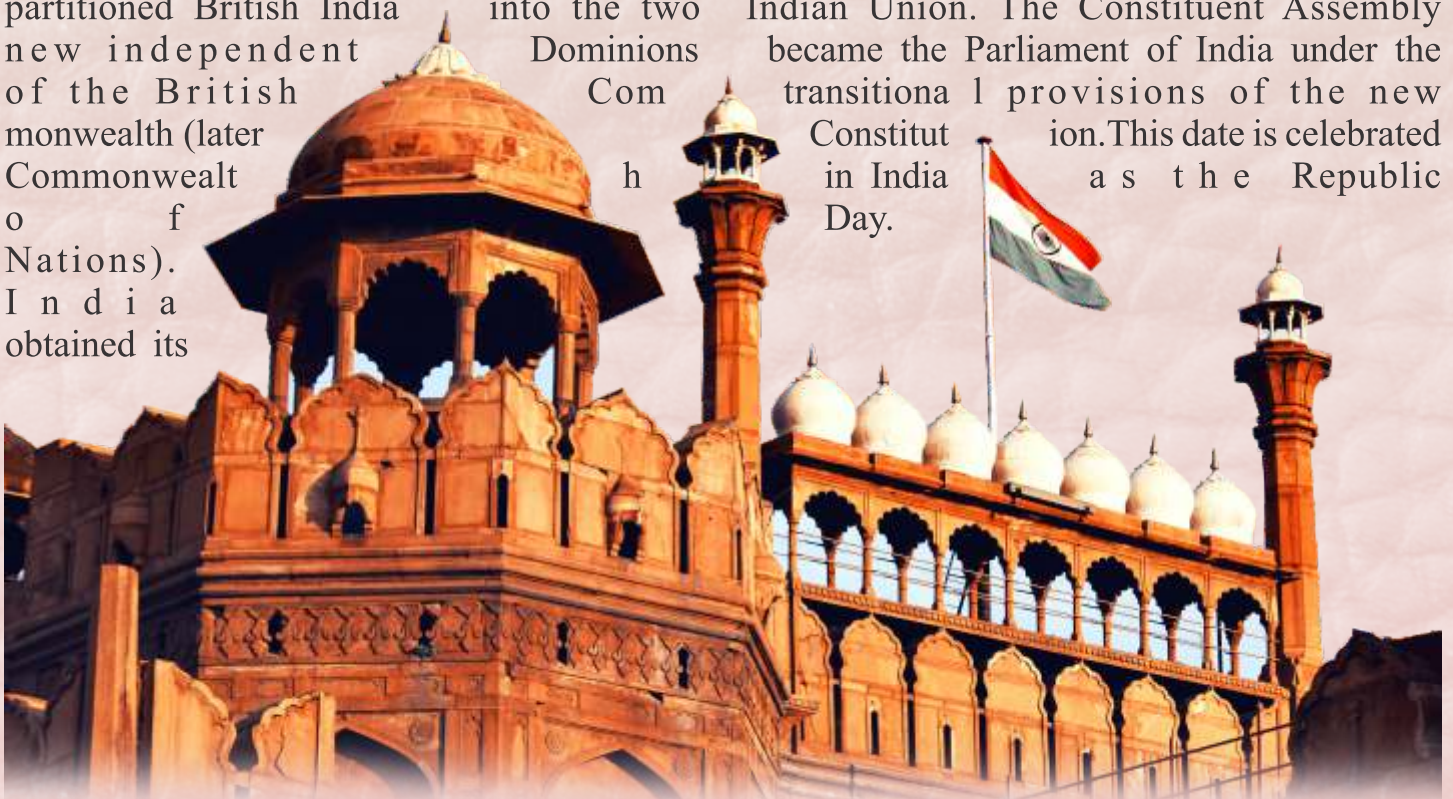 partitioned British India into the two
new independent Dominions
of the British Com
monwealth (later
Commonwealt h
o f
Nations).
India
obtained its
Indian Union. The Constituent Assembly
became the Parliament of India under the
transitiona l provisions of the new
Constitut ion.This date is celebrated
in India as the Republic
Day.